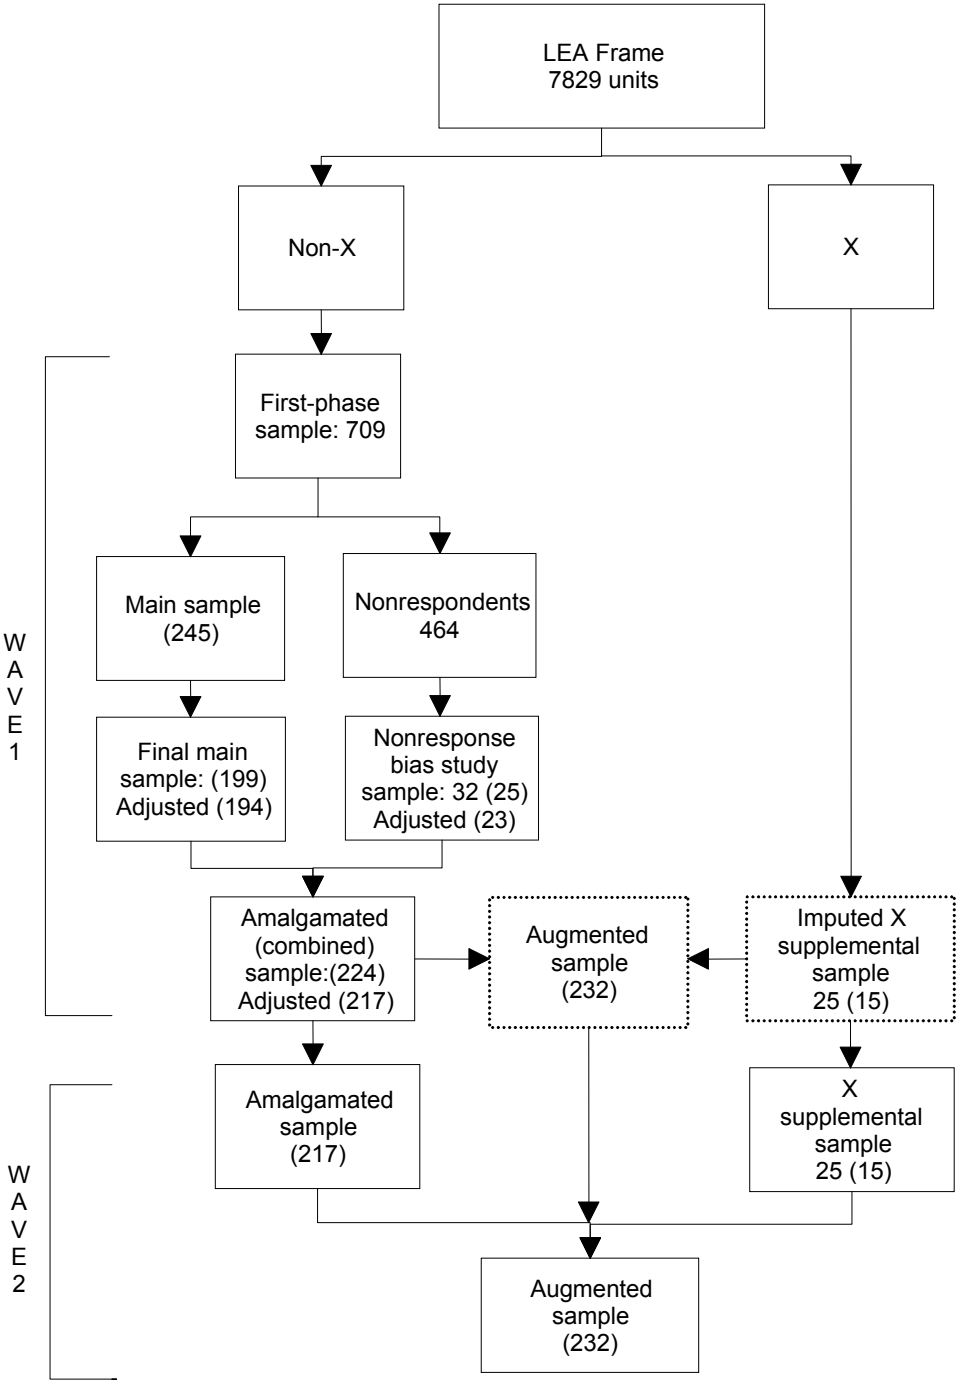 LEA Frame
7829 units
Non-X
X
First-phase
sample: 709
Main sample
(245)
Nonrespondents
464
W
A
V
E
1
Final main
sample: (199)
Adjusted (194)
Nonresponse
bias study
sample: 32 (25)
Adjusted (23)
Amalgamated
(combined)
sample:(224)
Adjusted (217)
Augmented
sample
(232)
Imputed X
supplemental
sample
25 (15)
Amalgamated
sample
(217)
X
supplemental
sample
25 (15)
W
A
V
E
2
Augmented
sample
(232)